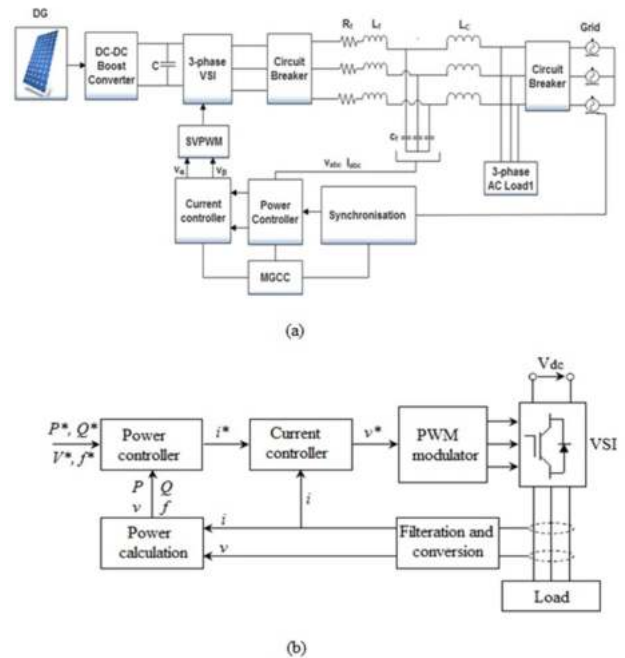 DG
DC-DC
Boost
Converter
C
3-phase
VSI
Circuit
Breaker
Rf
Lf
Lc
Circuit
Breaker
Grid
SVPWM
cf
vα
vβ
vabc Iabc
3-phase
AC Load1
Current
controller
Power
Controller
Synchronisation
MGCC
(a)
P*, Q*
V*, f*
Power
controller
i*
Current
controller
v*
PWM
modulator
Vdc
VSI
P Q
v f
i
Power
calculation
i
v
Filteration and
conversion
Load
(b)